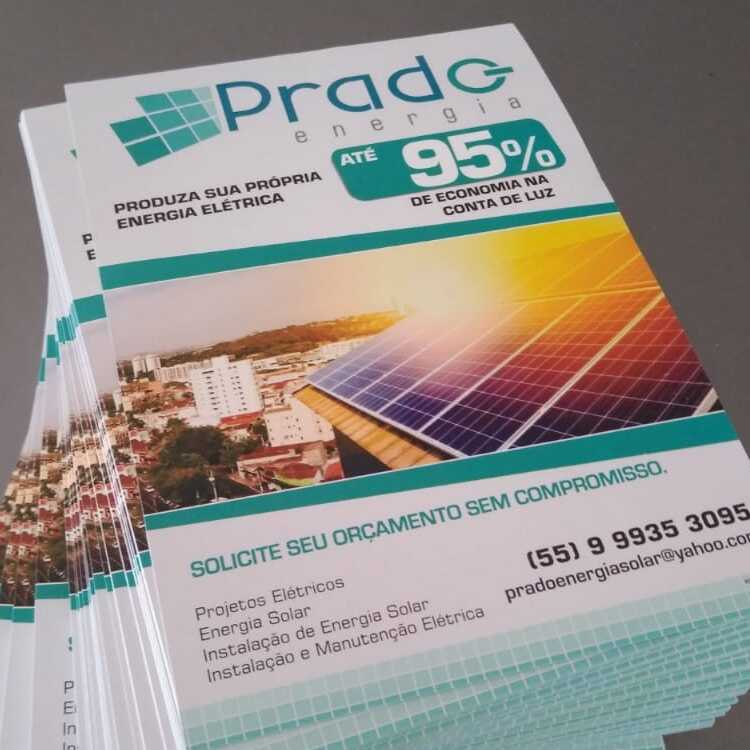 Prado
energia
ATÉ 95%
DE ECONOMIA NA
CONTA DE LUZ
PRODUZA SUA PRÓPRIA
ENERGIA ELÉTRICA
SOLICITE SEU ORÇAMENTO SEM COMPROMISSO.
(55) 9 9935 3095
pradoenergiasolar@yahoo.com
Projetos Elétricos
Energia Solar
Instalação de Energia Solar
Instalação e Manutenção Elétrica